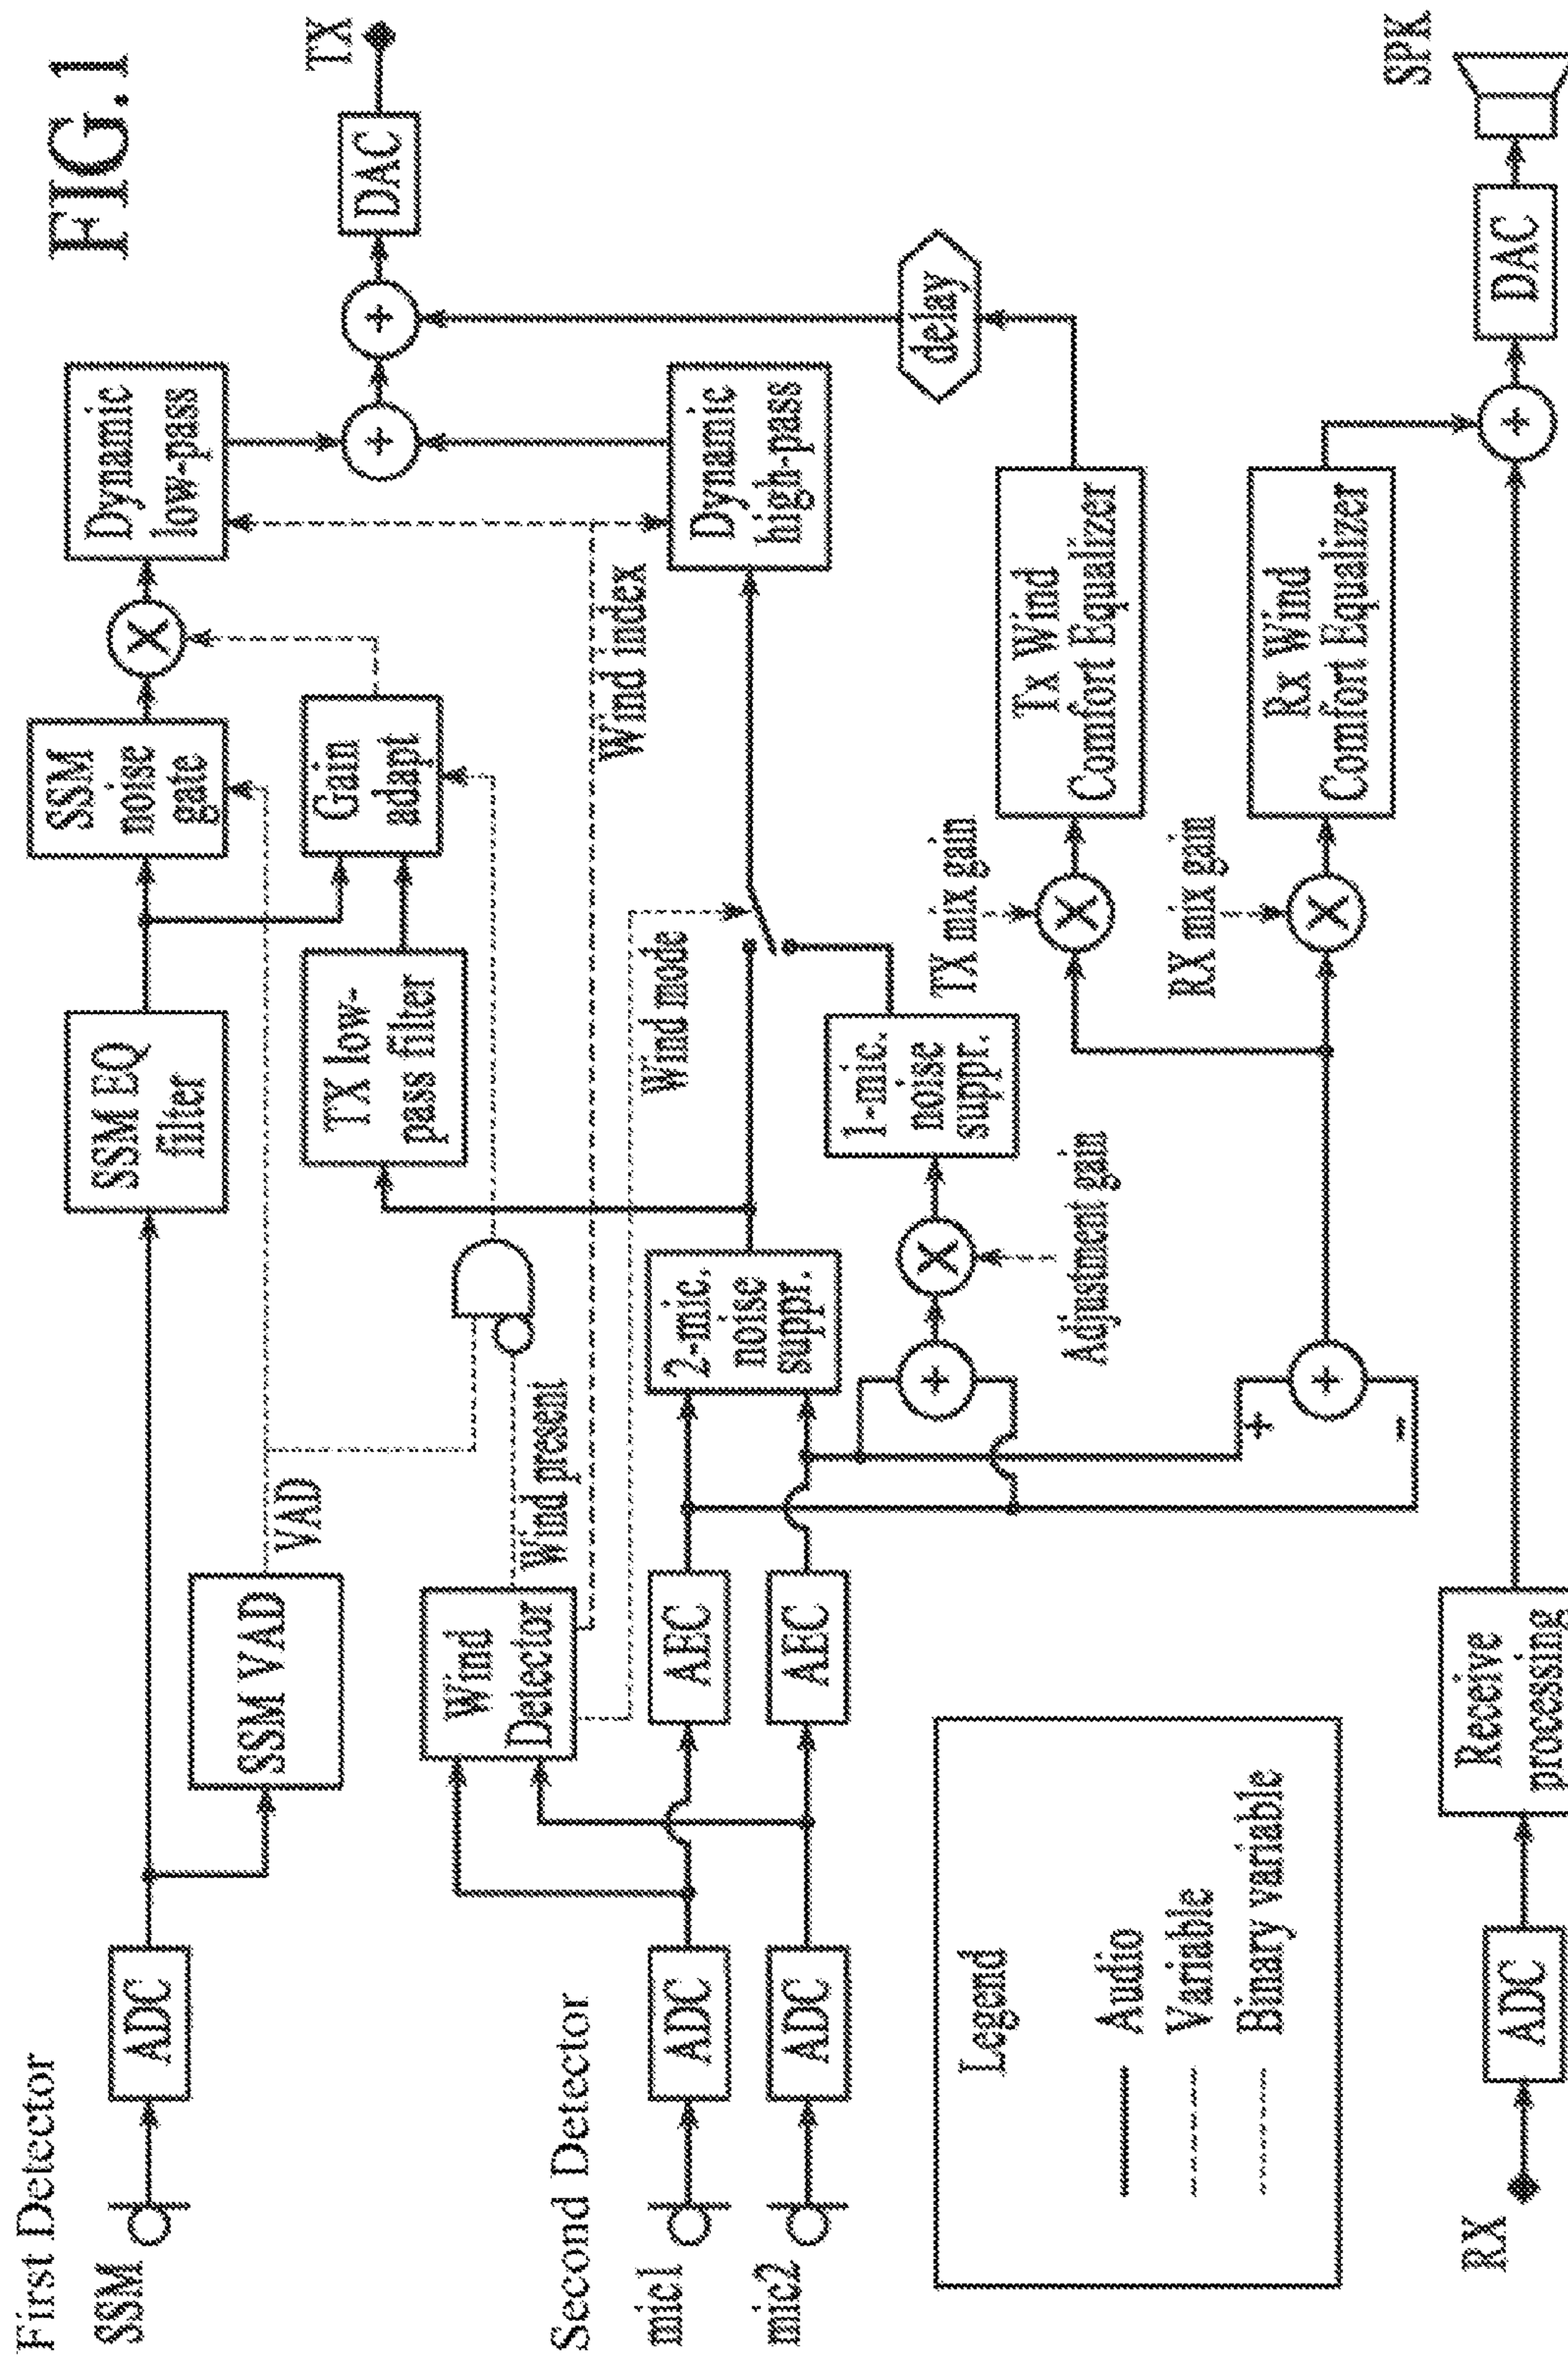 FIG.1
First Detector
SSM
ADC
SSM VAD
VAD
SSM EQ
filter
SSM
noise
gate
Dynamic
low-pass
TX low-
pass filter
Gain
adapt
DAC
TX
Second Detector
Wind
Detector
Wind present
Wind mode
Wind index
mic1
ADC
AEC
mic2
ADC
AEC
2-mic.
noise
suppr.
Dynamic
high-pass
1-mic.
noise
suppr.
Adjustment gain
delay
TX mix gain
Tx Wind
Comfort Equalizer
RX mix gain
Rx Wind
Comfort Equalizer
+
-
Legend
Audio
Variable
Binary variable
RX
ADC
Receive
processing
DAC
SPK